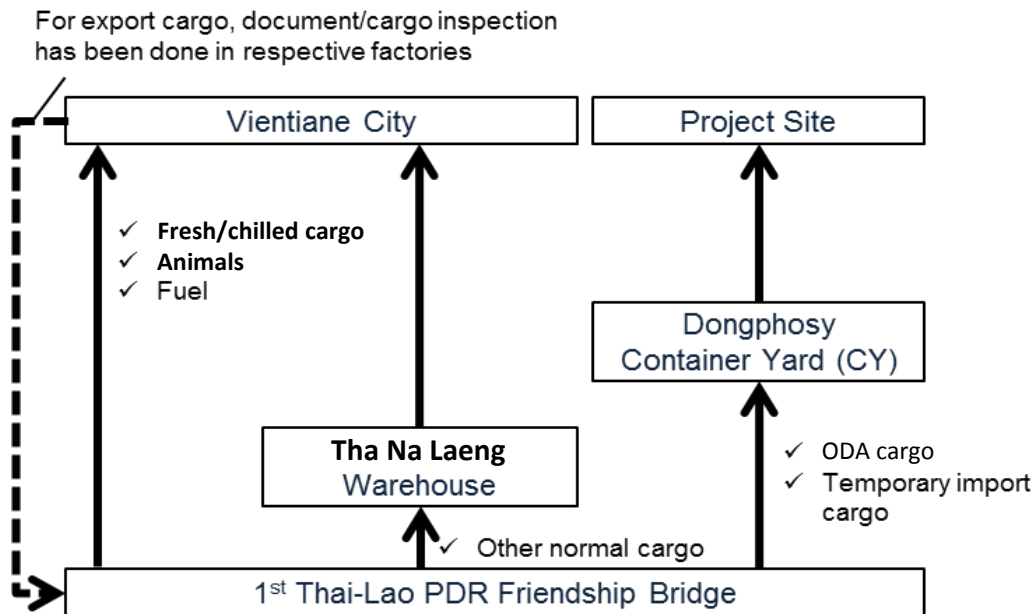 For export cargo, document/cargo inspection
has been done in respective factories
Vientiane City
Project Site
✓ Fresh/chilled cargo
✓ Animals
✓ Fuel
Dongphosy
Container Yard (CY)
Tha Na Laeng
Warehouse
✓ ODA cargo
✓ Temporary import
cargo
✓ Other normal cargo
1st Thai-Lao PDR Friendship Bridge